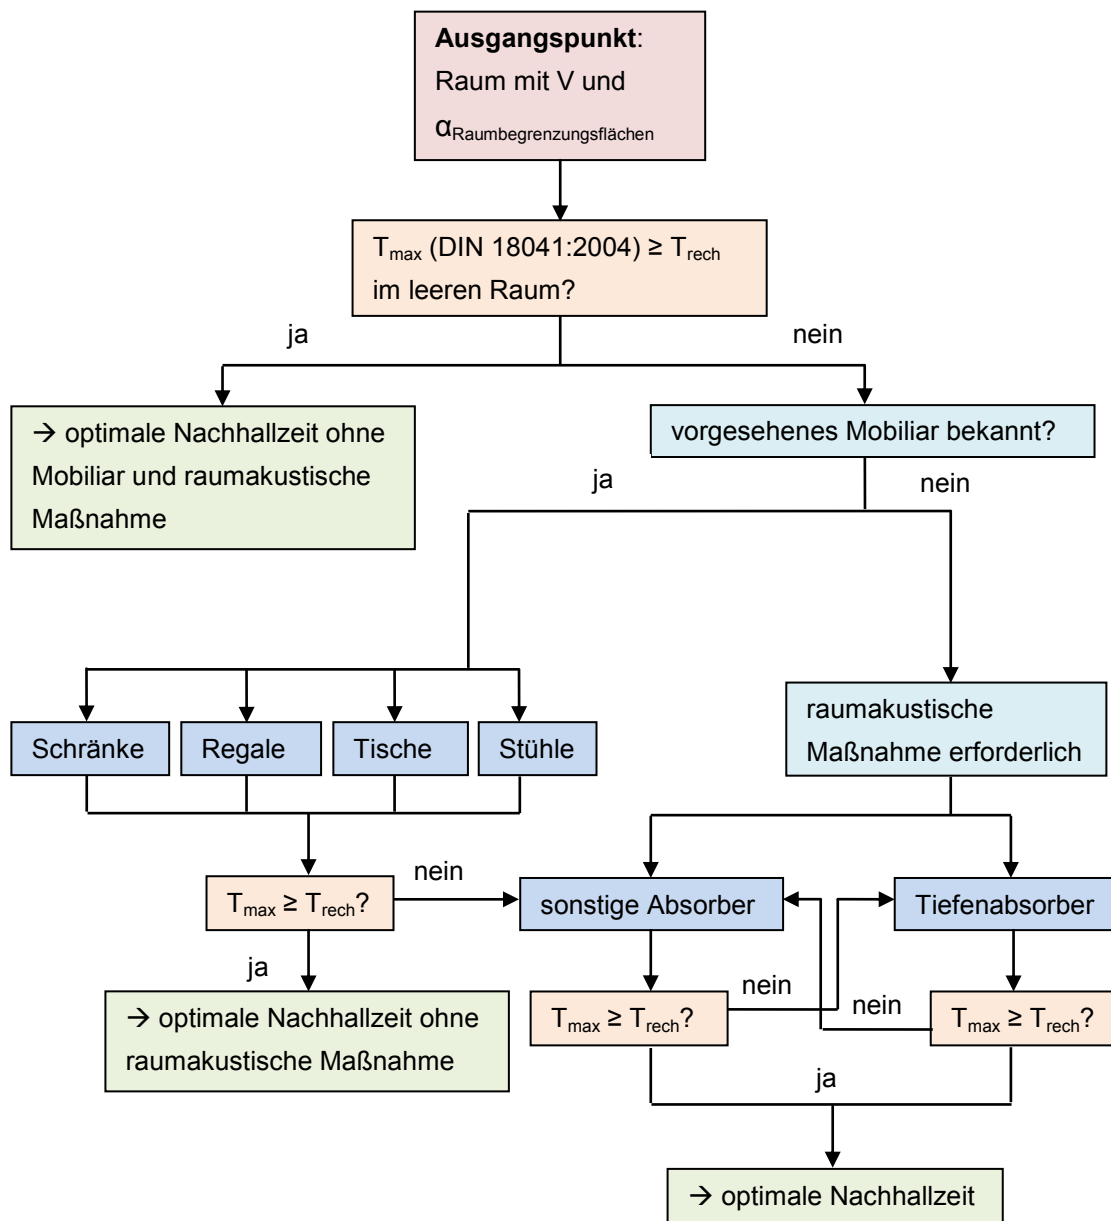 Ausgangspunkt:
Raum mit V und
αRaumbegrenzungsflächen
Tmax (DIN 18041:2004) ≥ Trech
im leeren Raum?
ja
nein
→ optimale Nachhallzeit ohne
Mobiliar und raumakustische
Maßnahme
vorgesehenes Mobiliar bekannt?
ja
nein
Schränke
Regale
Tische
Stühle
raumakustische
Maßnahme erforderlich
Tmax ≥ Trech?
nein
sonstige Absorber
Tiefenabsorber
ja
nein
nein
→ optimale Nachhallzeit ohne
raumakustische Maßnahme
Tmax ≥ Trech?
Tmax ≥ Trech?
ja
→ optimale Nachhallzeit